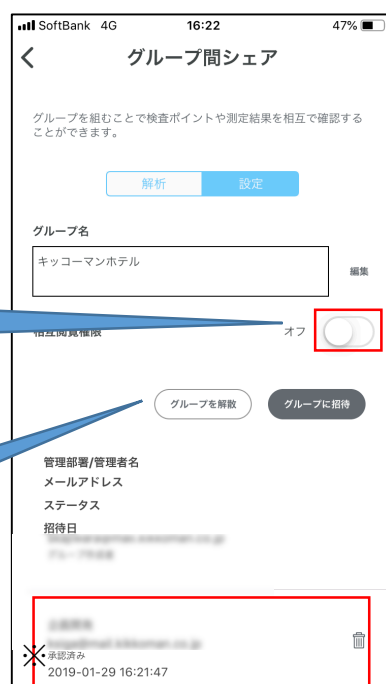 SoftBank 4G 16:22 47%
グループ間シェア
グループを組むことで検査ポイントや測定結果を相互で確認する
ことができます。
解析 設定
グループ名
キッコーマンホテル
編集
相互閲覧権限 オフ
グループを解散 グループに招待
管理部署/管理者名
メールアドレス
ステータス
招待日
※
承認済み
2019-01-29 16:21:47